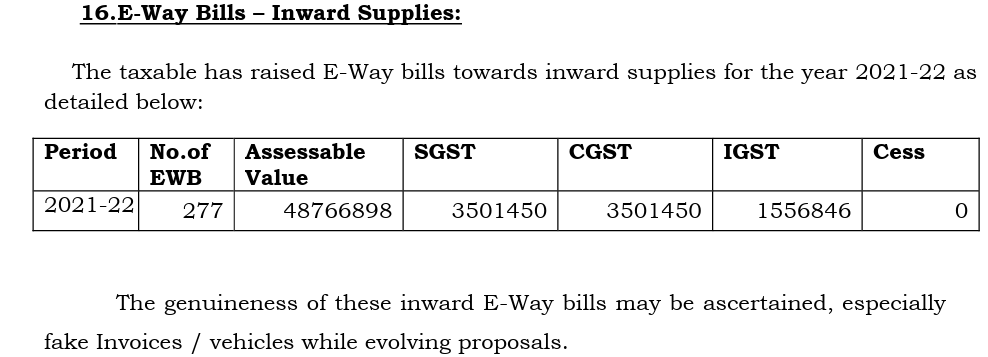 16.E-Way Bills – Inward Supplies:
The taxable has raised E-Way bills towards inward supplies for the year 2021-22 as
detailed below:
Period No.of EWB Assessable Value SGST CGST IGST Cess
2021-22 277 48766898 3501450 3501450 1556846 0
The genuineness of these inward E-Way bills may be ascertained, especially
fake Invoices / vehicles while evolving proposals.